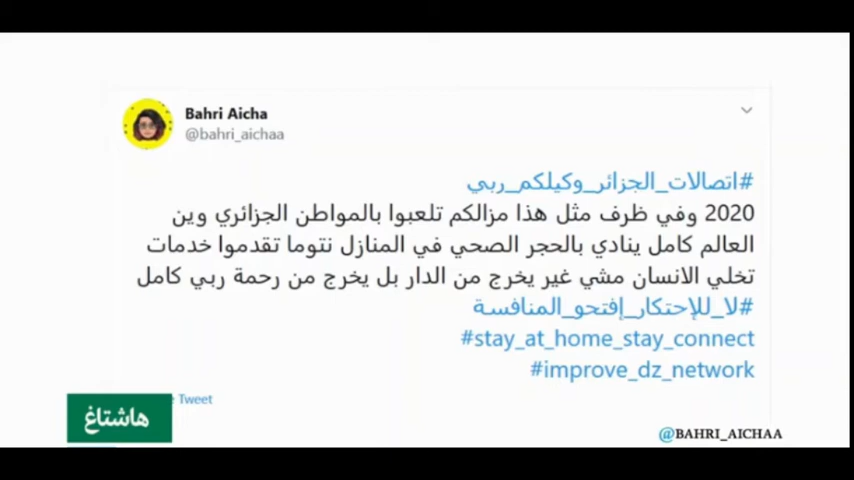 Bahri Aicha
@bahri_aichaa
#اتصالات_الجزائر_وكيلكم_ربي
2020 وفي ظرف مثل هذا مزالكم تلعبوا بالمواطن الجزائري وين
العالم كامل ينادي بالحجر الصحي في المنازل نتوما تقدموا خدمات
تخلي الانسان مشي غير يخرج من الدار بل يخرج من رحمة ربي كامل
#لا_للإحتكار_إفتحو_المنافسة
#stay_at_home_stay_connect
#improve_dz_network
Tweet
هاشتاغ
@BAHRI_AICHAA